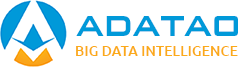 ADATAO
BIG DATA INTELLIGENCE